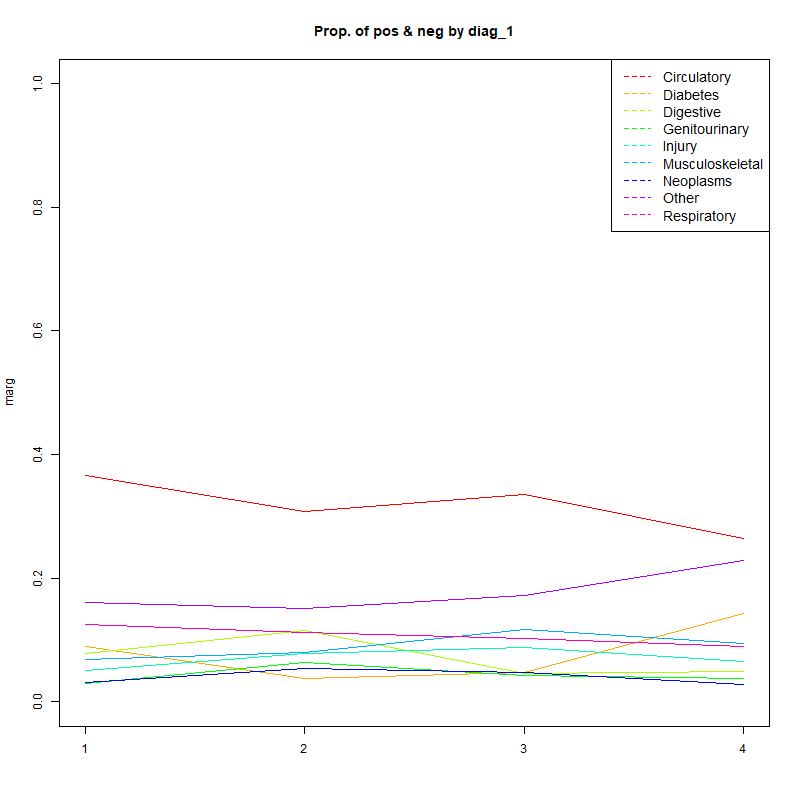 Prop. of pos & neg by diag_1
Circulatory
Diabetes
Digestive
Genitourinary
Injury
Musculoskeletal
Neoplasms
Other
Respiratory
1.0
0.8
0.6
0.4
0.2
0.0
marg
1 2 3 4